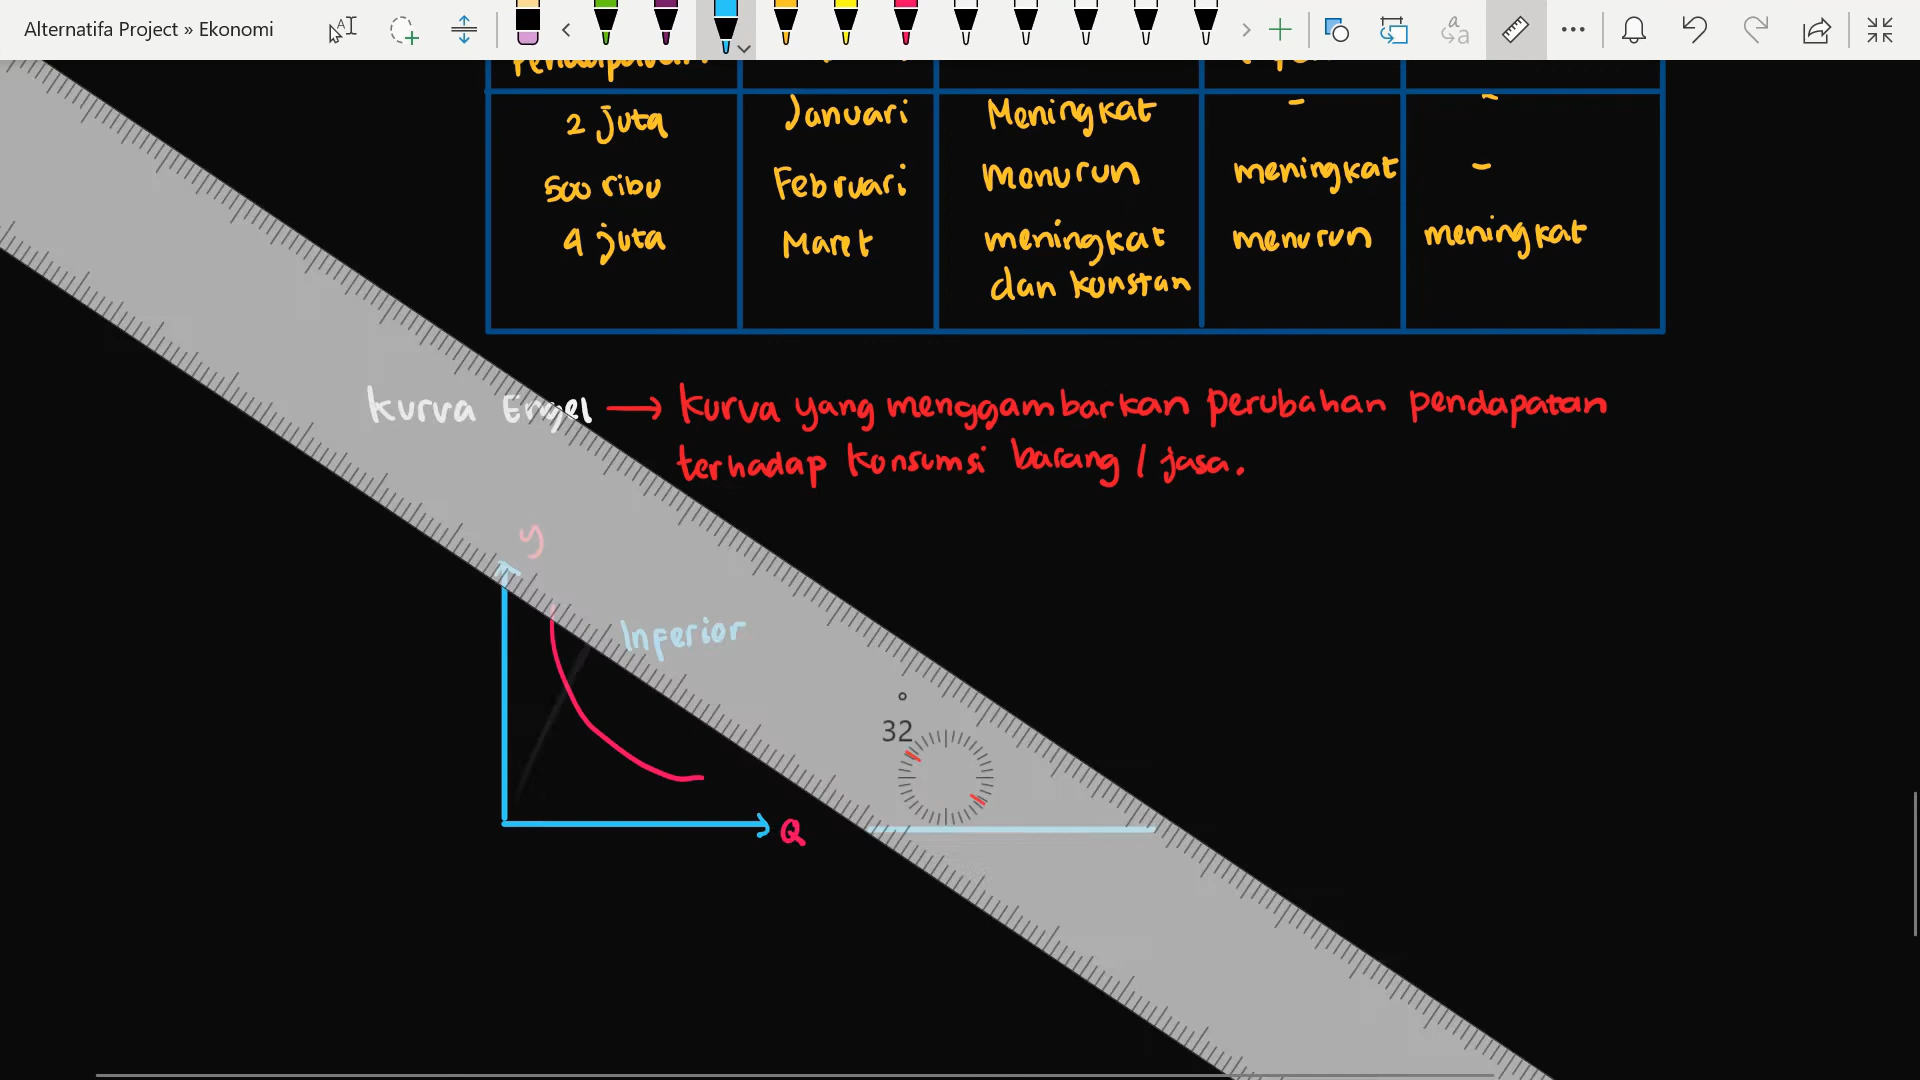 Alternatifa Project » Ekonomi
2 juta Januari Meningkat - -
500 ribu Februari menurun meningkat -
4 juta Maret meningkat menurun meningkat
dan konstan
kurva Engel → kurva yang menggambarkan perubahan pendapatan
terhadap konsumsi barang / jasa.
y
Inferior
32°
Q